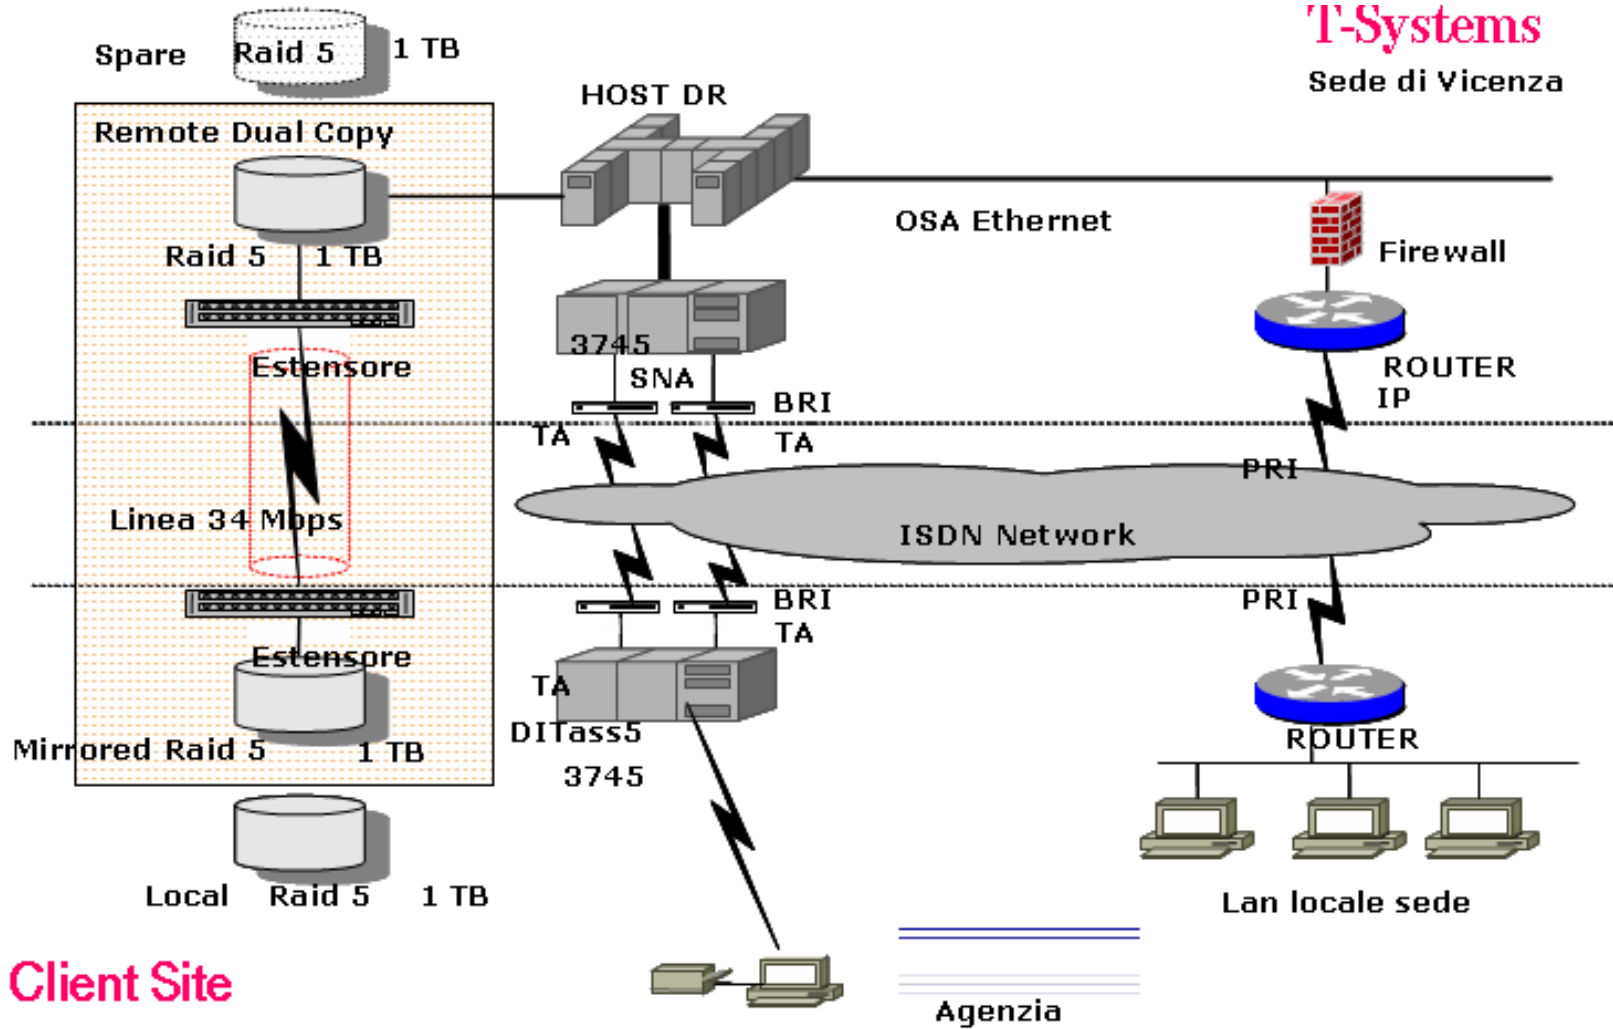 T-Systems
Sede di Vicenza
Spare Raid 5 1 TB
HOST DR
Remote Dual Copy
OSA Ethernet
Firewall
Raid 5 1 TB
3745
Estensore
SNA
ROUTER
IP
BRI
TA
TA
PRI
Linea 34 Mbps
ISDN Network
BRI
PRI
TA
Estensore
TA
DITass5
3745
Mirrored Raid 5 1 TB
ROUTER
Local Raid 5 1 TB
Lan locale sede
Client Site
Agenzia